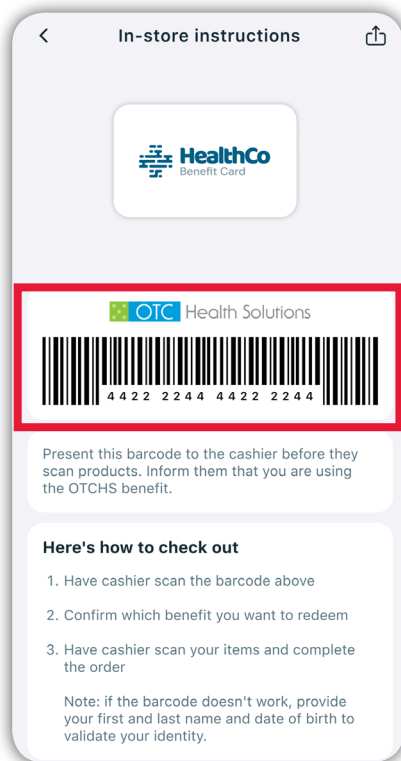 In-store instructions
HealthCo
Benefit Card
OTC Health Solutions
4422 2244 4422 2244
Present this barcode to the cashier before they
scan products. Inform them that you are using
the OTCHS benefit.
Here's how to check out
1. Have cashier scan the barcode above
2. Confirm which benefit you want to redeem
3. Have cashier scan your items and complete
the order
Note: if the barcode doesn't work, provide
your first and last name and date of birth to
validate your identity.